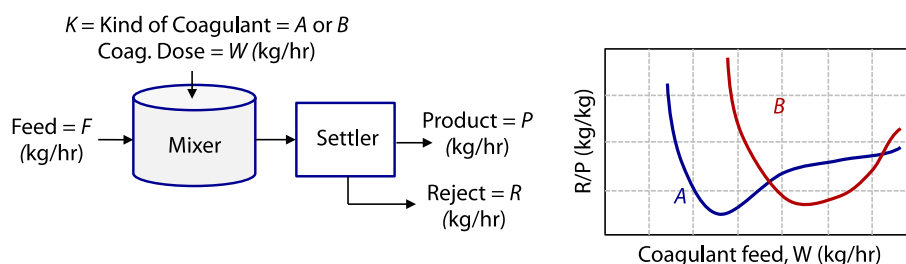 K = Kind of Coagulant = A or B
Coag. Dose = W (kg/hr)
Feed = F
(kg/hr)
Mixer
Settler
Product = P
(kg/hr)
Reject = R
(kg/hr)
R/P (kg/kg)
A
B
Coagulant feed, W (kg/hr)